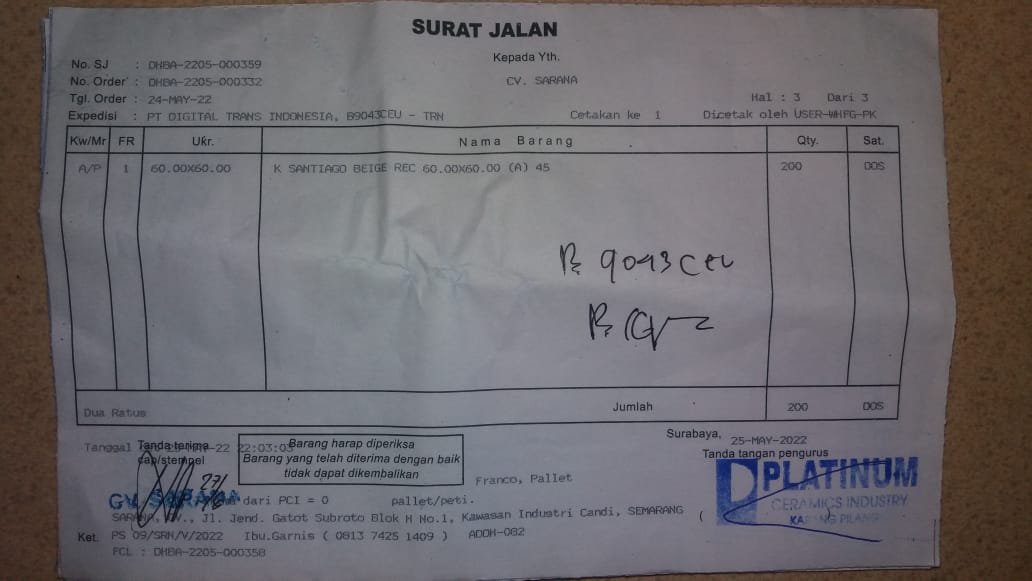 SURAT JALAN
Kepada Yth.
No. SJ : DHBA-2205-000359
CV. SARANA
No. Order : DHBA-2205-000332
Tgl. Order : 24-MAY-22
Hal : 3 Dari 3
Expedisi : PT DIGITAL TRANS INDONESIA, B9043CEU - TRN Cetakan ke 1 Dicetak oleh USER-WHFG-PK
Kw/Mr FR Ukr. Nama Barang Qty. Sat.
A/P 1 60.00X60.00 K SANTIAGO BEIGE REC 60.00X60.00 (A) 45 200 DOS
B 9043 CEU
Dua Ratus Jumlah 200 DOS
Surabaya, 25-MAY-2022
Tanggal 25-MAY-22 22:03:03
Tanda terima
cap/stempel
Barang harap diperiksa
Barang yang telah diterima dengan baik
tidak dapat dikembalikan
Tanda tangan pengurus
Franco, Pallet
PLATINUM
CERAMICS INDUSTRY
KARANG PILANG
CV. SARANA
dari PCI = 0 pallet/peti.
SARANA, CV., Jl. Jend. Gatot Subroto Blok H No.1, Kawasan Industri Candi, SEMARANG (
Ket. PS 09/SRN/V/2022 Ibu.Garnis ( 0813 7425 1409 ) ADDH-082
FCL : DHBA-2205-000358